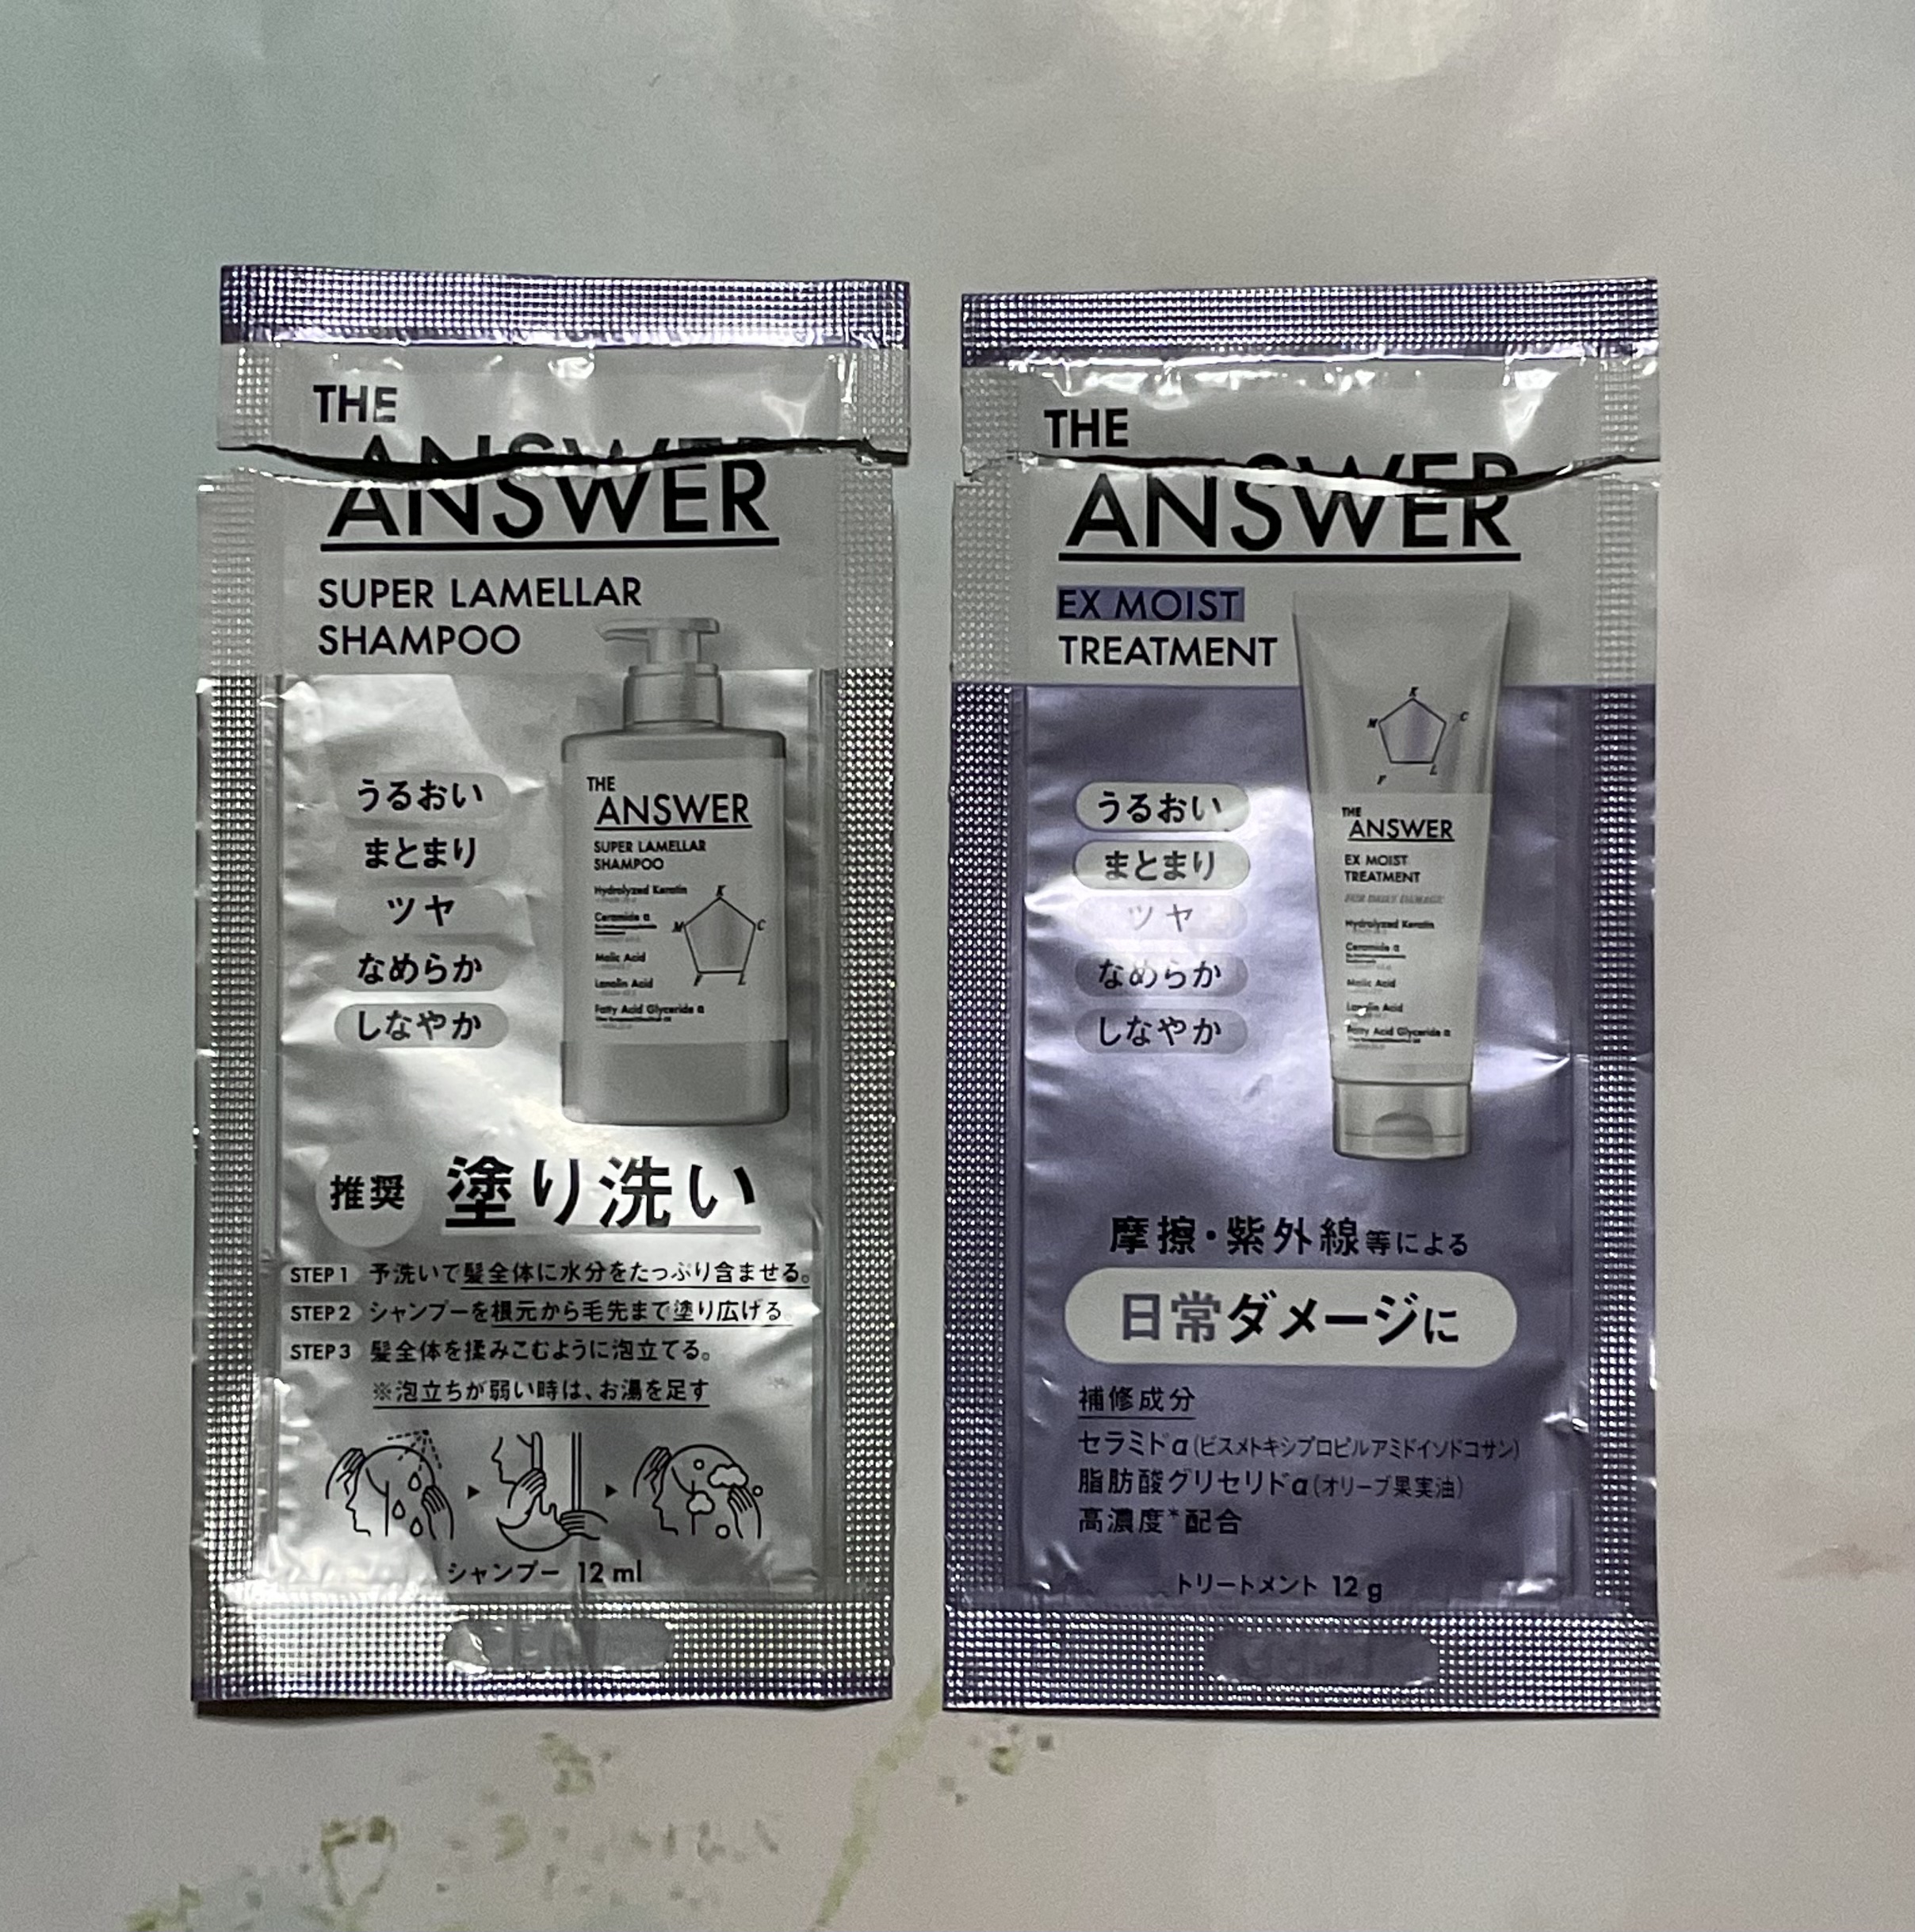 THE
ANSWER
SUPER LAMELLAR
SHAMPOO
うるおい
まとまり
ツヤ
なめらか
しなやか
THE
ANSWER
SUPER LAMELLAR
SHAMPOO
Hydrolyzed Keratin
Ceramide α
Malic Acid
Lanolin Acid
Fatty Acid Glyceride α
K
M C
F L
推奨 塗り洗い
STEP 1 予洗いで髪全体に水分をたっぷり含ませる。
STEP 2 シャンプーを根元から毛先まで塗り広げる。
STEP 3 髪全体を揉みこむように泡立てる。
※泡立ちが弱い時は、お湯を足す
シャンプー 12 ml
THE
ANSWER
EX MOIST
TREATMENT
うるおい
まとまり
ツヤ
なめらか
しなやか
K
M C
F L
THE
ANSWER
EX MOIST
TREATMENT
FOR DAILY DAMAGE
Hydrolyzed Keratin
Ceramide α
Malic Acid
Lanolin Acid
Fatty Acid Glyceride α
摩擦・紫外線等による
日常ダメージに
補修成分
セラミドα(ビスメトキシプロピルアミドイソドコサン)
脂肪酸グリセリドα(オリーブ果実油)
高濃度*配合
トリートメント 12 g